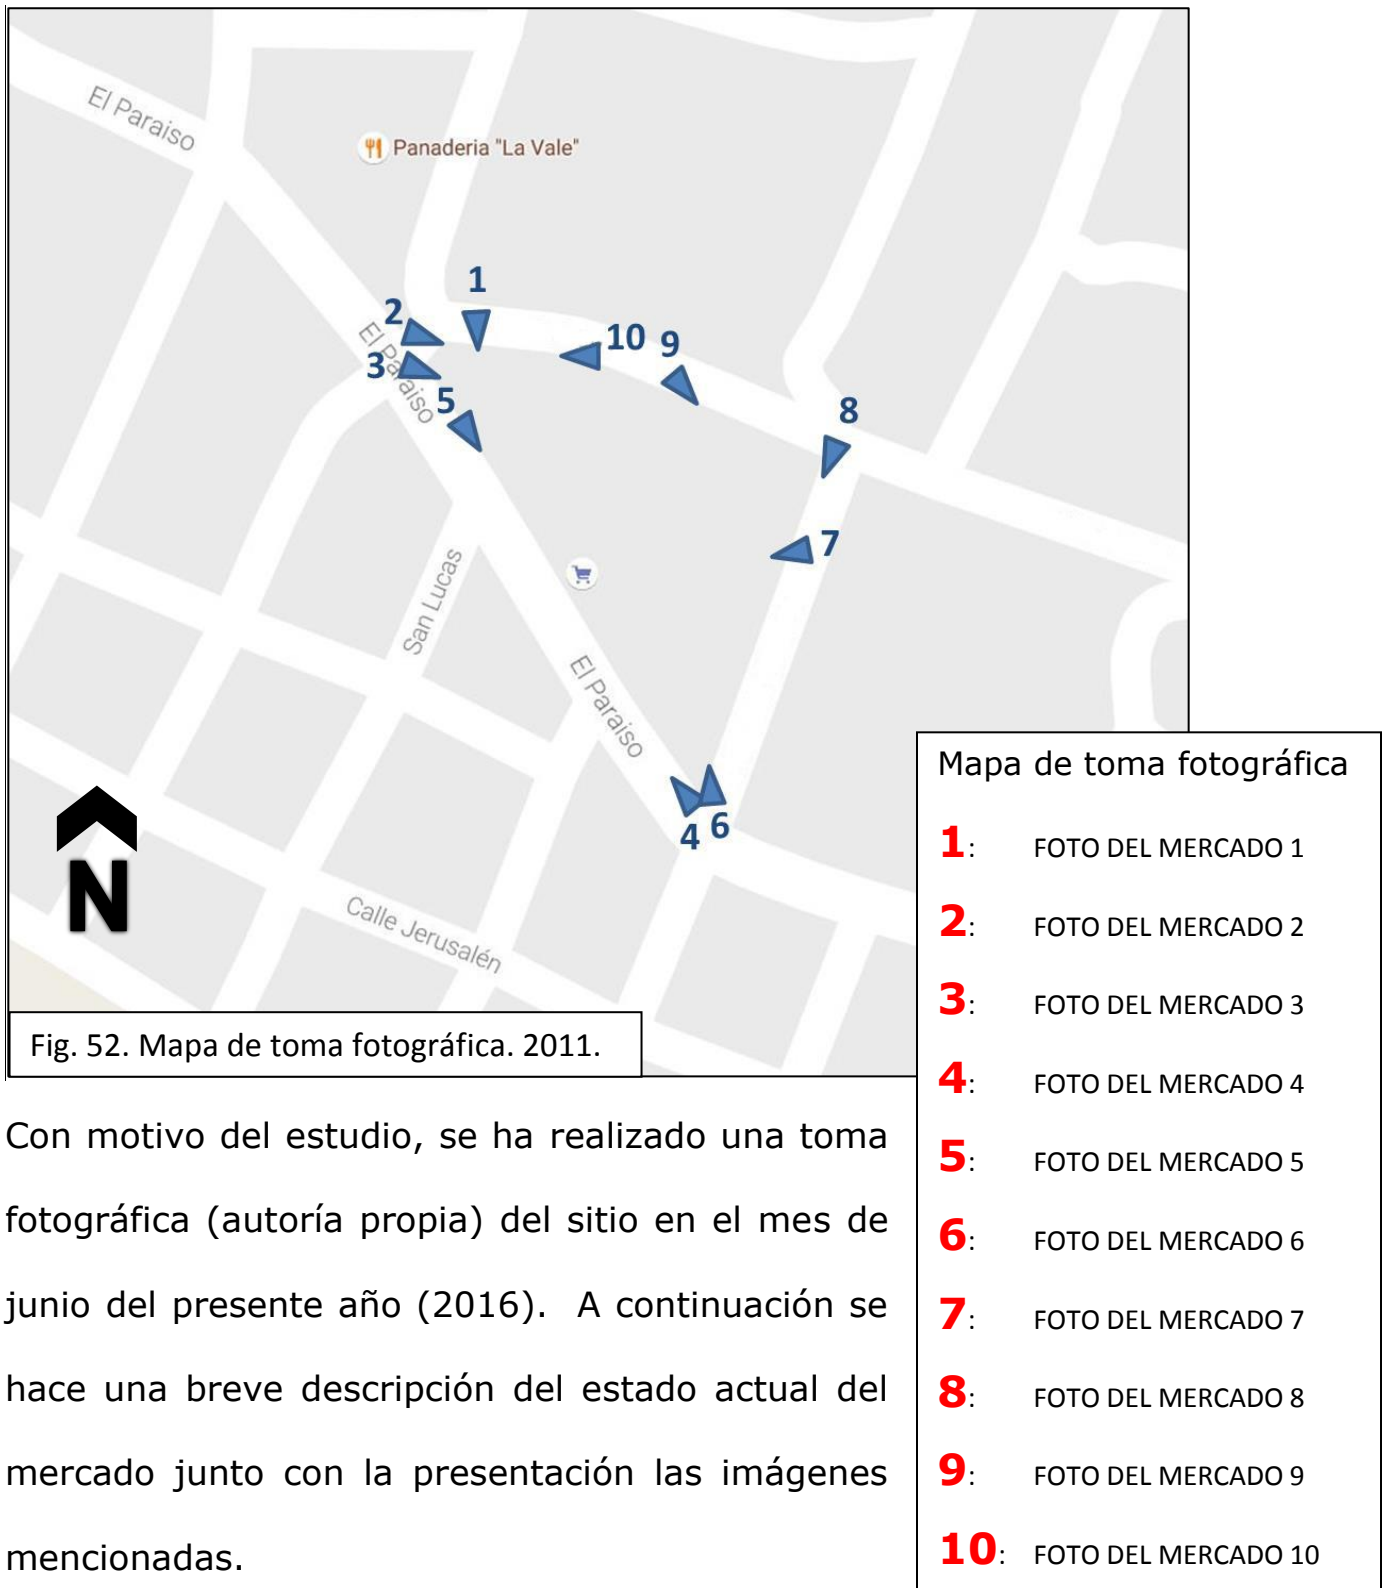 El Paraiso
Panaderia "La Vale"
1
2
10
9
El Paraiso
3
5
8
7
San Lucas
El Paraiso
4
6
N
Calle Jerusalén
Fig. 52. Mapa de toma fotográfica. 2011.
Mapa de toma fotográfica
1: FOTO DEL MERCADO 1
2: FOTO DEL MERCADO 2
3: FOTO DEL MERCADO 3
4: FOTO DEL MERCADO 4
5: FOTO DEL MERCADO 5
6: FOTO DEL MERCADO 6
7: FOTO DEL MERCADO 7
8: FOTO DEL MERCADO 8
9: FOTO DEL MERCADO 9
10: FOTO DEL MERCADO 10
Con motivo del estudio, se ha realizado una toma
fotográfica (autoría propia) del sitio en el mes de
junio del presente año (2016). A continuación se
hace una breve descripción del estado actual del
mercado junto con la presentación las imágenes
mencionadas.